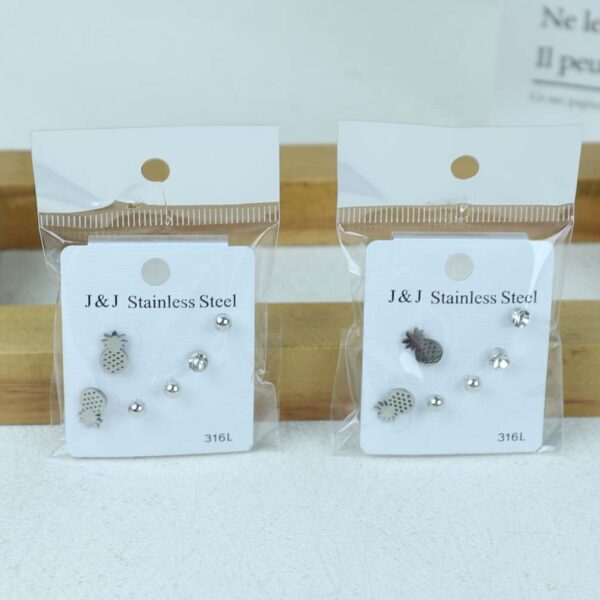 Ne le
Il peu
J & J Stainless Steel
316L
J & J Stainless Steel
316L